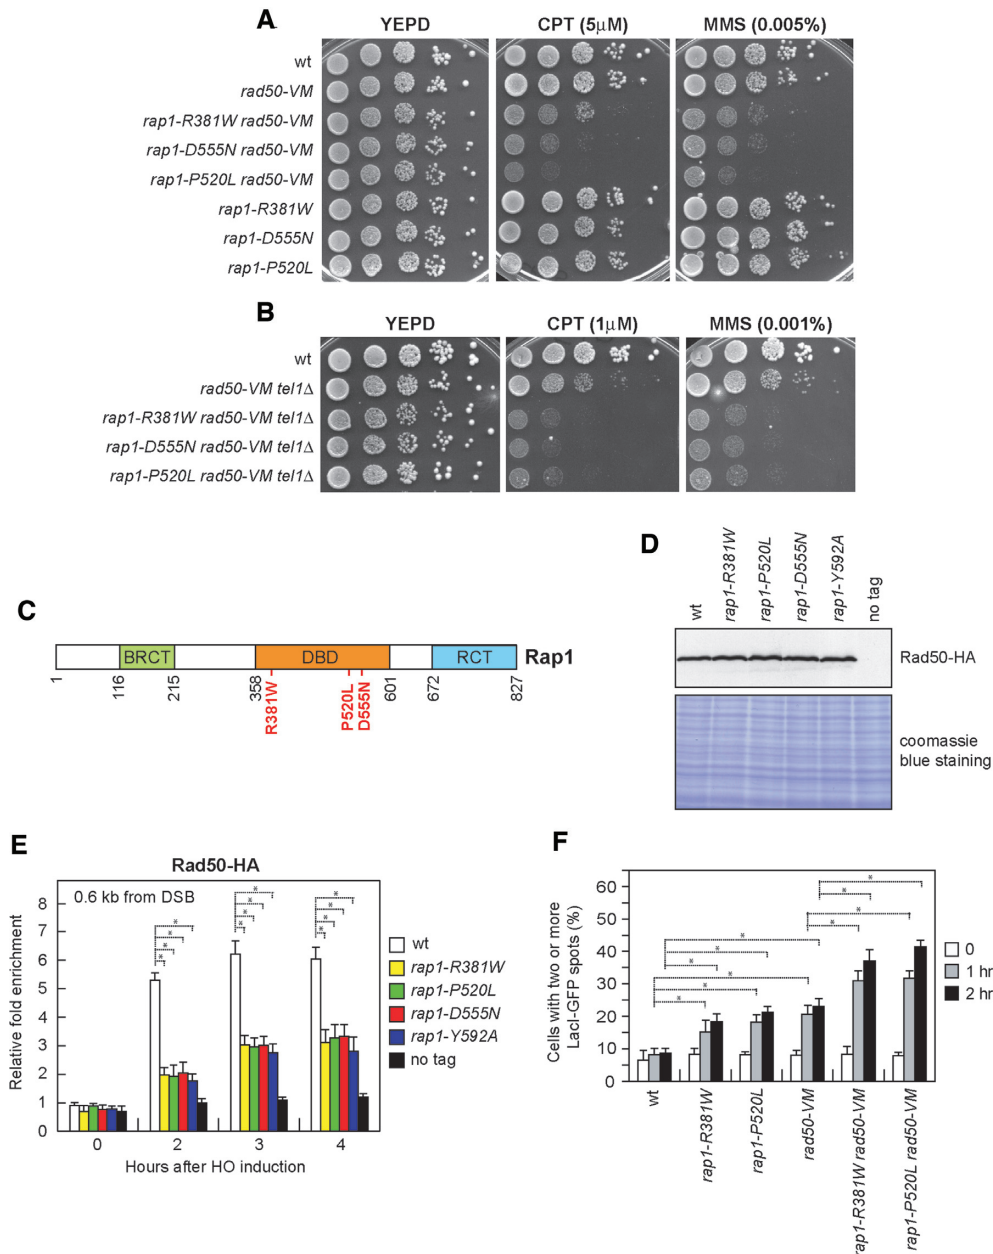 A
YEPD
CPT (5µM)
MMS (0.005%)
wt
rad50-VM
rap1-R381W rad50-VM
rap1-D555N rad50-VM
rap1-P520L rad50-VM
rap1-R381W
rap1-D555N
rap1-P520L
B
YEPD
CPT (1µM)
MMS (0.001%)
wt
rad50-VM tel1Δ
rap1-R381W rad50-VM tel1Δ
rap1-D555N rad50-VM tel1Δ
rap1-P520L rad50-VM tel1Δ
C
BRCT
DBD
RCT
Rap1
1
116
215
358
601
672
827
R381W
P520L
D555N
D
wt
rap1-R381W
rap1-P520L
rap1-D555N
rap1-Y592A
no tag
Rad50-HA
coomassie
blue staining
E
Rad50-HA
0.6 kb from DSB
Relative fold enrichment
8
7
6
5
4
3
2
1
0
* * * *
* * * *
* * * *
0 2 3 4
Hours after HO induction
wt
rap1-R381W
rap1-P520L
rap1-D555N
rap1-Y592A
no tag
F
Cells with two or more
LacI-GFP spots (%)
60
50
40
30
20
10
0
* * * * * * * * * *
0
1 hr
2 hr
wt
rap1-R381W
rap1-P520L
rad50-VM
rap1-R381W rad50-VM
rap1-P520L rad50-VM